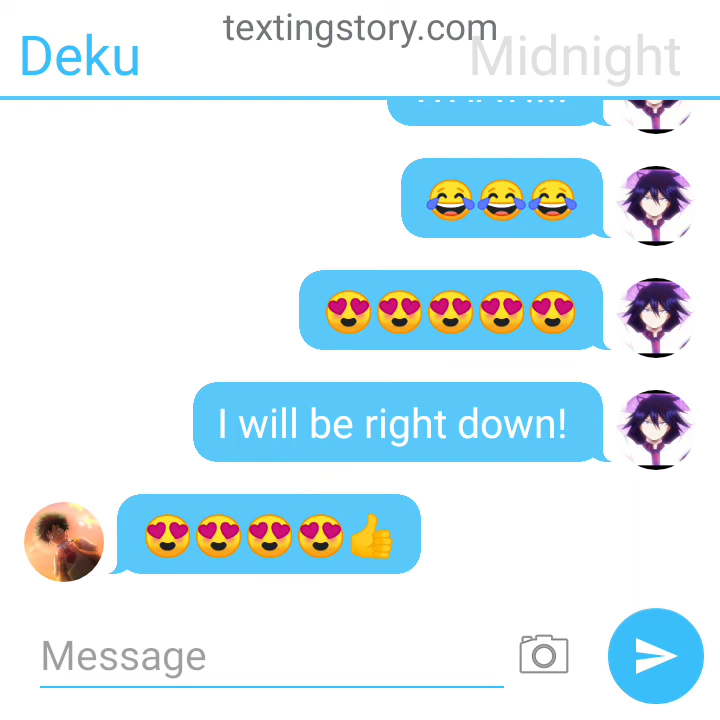 textingstory.com
Deku
Midnight
😂😂😂
😍😍😍😍😍
I will be right down!
😍😍😍😍👍
Message